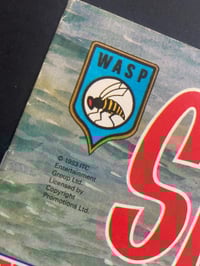 WASP
© 1993 ITC
Entertainment
Group Ltd.
Licensed by
Copyright
Promotions Ltd.
S